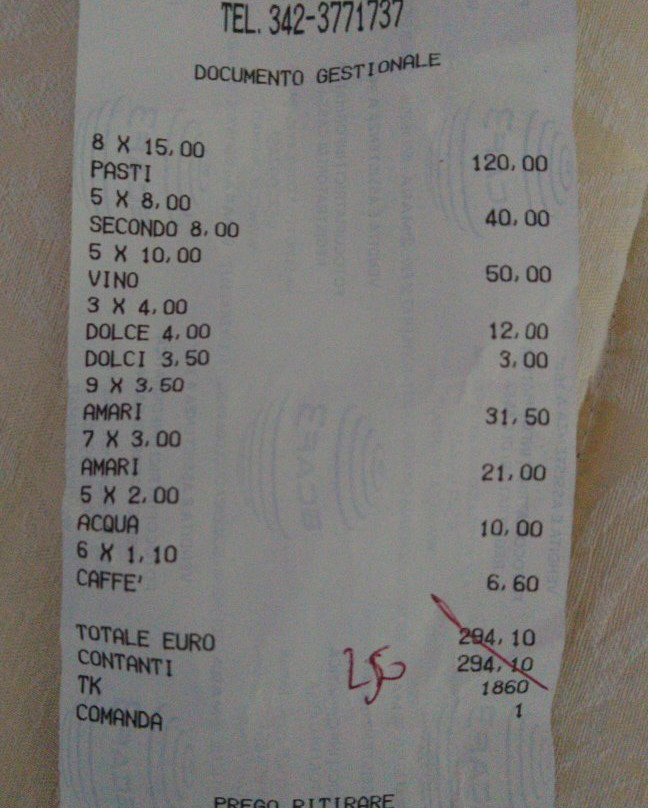 TEL. 342-3771737
DOCUMENTO GESTIONALE
8 X 15,00
PASTI 120,00
5 X 8,00
SECONDO 8,00 40,00
5 X 10,00
VINO 50,00
3 X 4,00
DOLCE 4,00 12,00
DOLCI 3,50 3,00
9 X 3,50
AMARI 31,50
7 X 3,00
AMARI 21,00
5 X 2,00
ACQUA 10,00
6 X 1,10
CAFFE' 6,60
TOTALE EURO 294,10
CONTANTI 250 294,10
TK 1860
COMANDA 1
PREGO RITIRARE